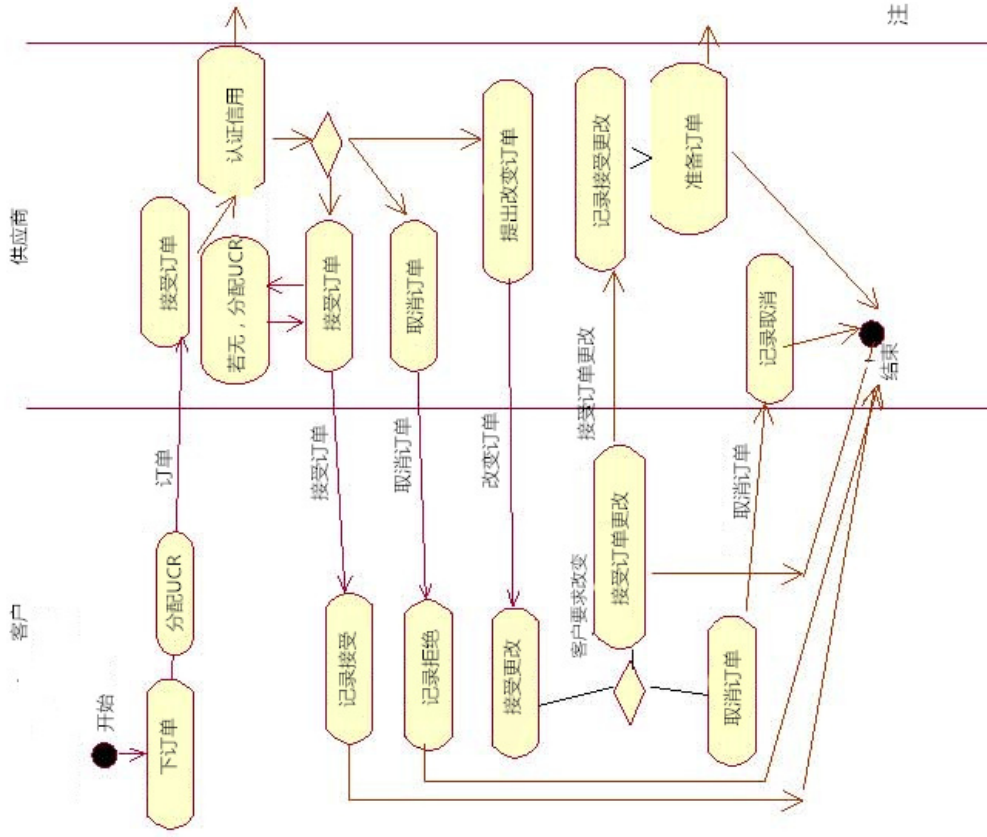 客户
供应商
注
开始
下订单
分配UCR
订单
接受订单
认证信用
若无，分配UCR
接受订单
取消订单
提出改变订单
接受订单
取消订单
改变订单
记录接受
记录拒绝
接受更改
客户要求改变
接受订单更改
取消订单
接受订单更改
记录接受更改
准备订单
取消订单
记录取消
结束